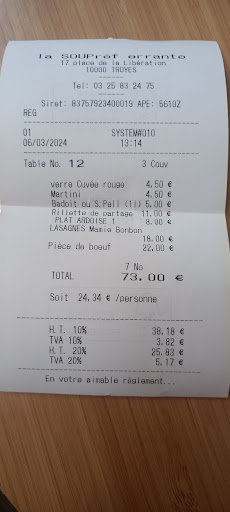 la SOUPréf errante
17 place de la Libération
10000 TROYES
Tel: 03 25 83 24 75
Siret: 83757923400019 APE: 5610Z
REG
01 SYSTEM#010
06/03/2024 13:14
Table No. 12 3 Couv
verre Cuvée rouge 4,50 €
Martini 4,50 €
Badoit ou S.Pell (1l) 5,00 €
Rillette de partage 11,00 €
PLAT ARDOISE 1 8,00 €
LASAGNES Mamie Bonbon
18,00 €
Pièce de boeuf 22,00 €
7 No
TOTAL 73,00 €
Soit 24,34 € /personne
H.T. 10% 38,18 €
TVA 10% 3,82 €
H.T. 20% 25,83 €
TVA 20% 5,17 €
En votre aimable règlement...